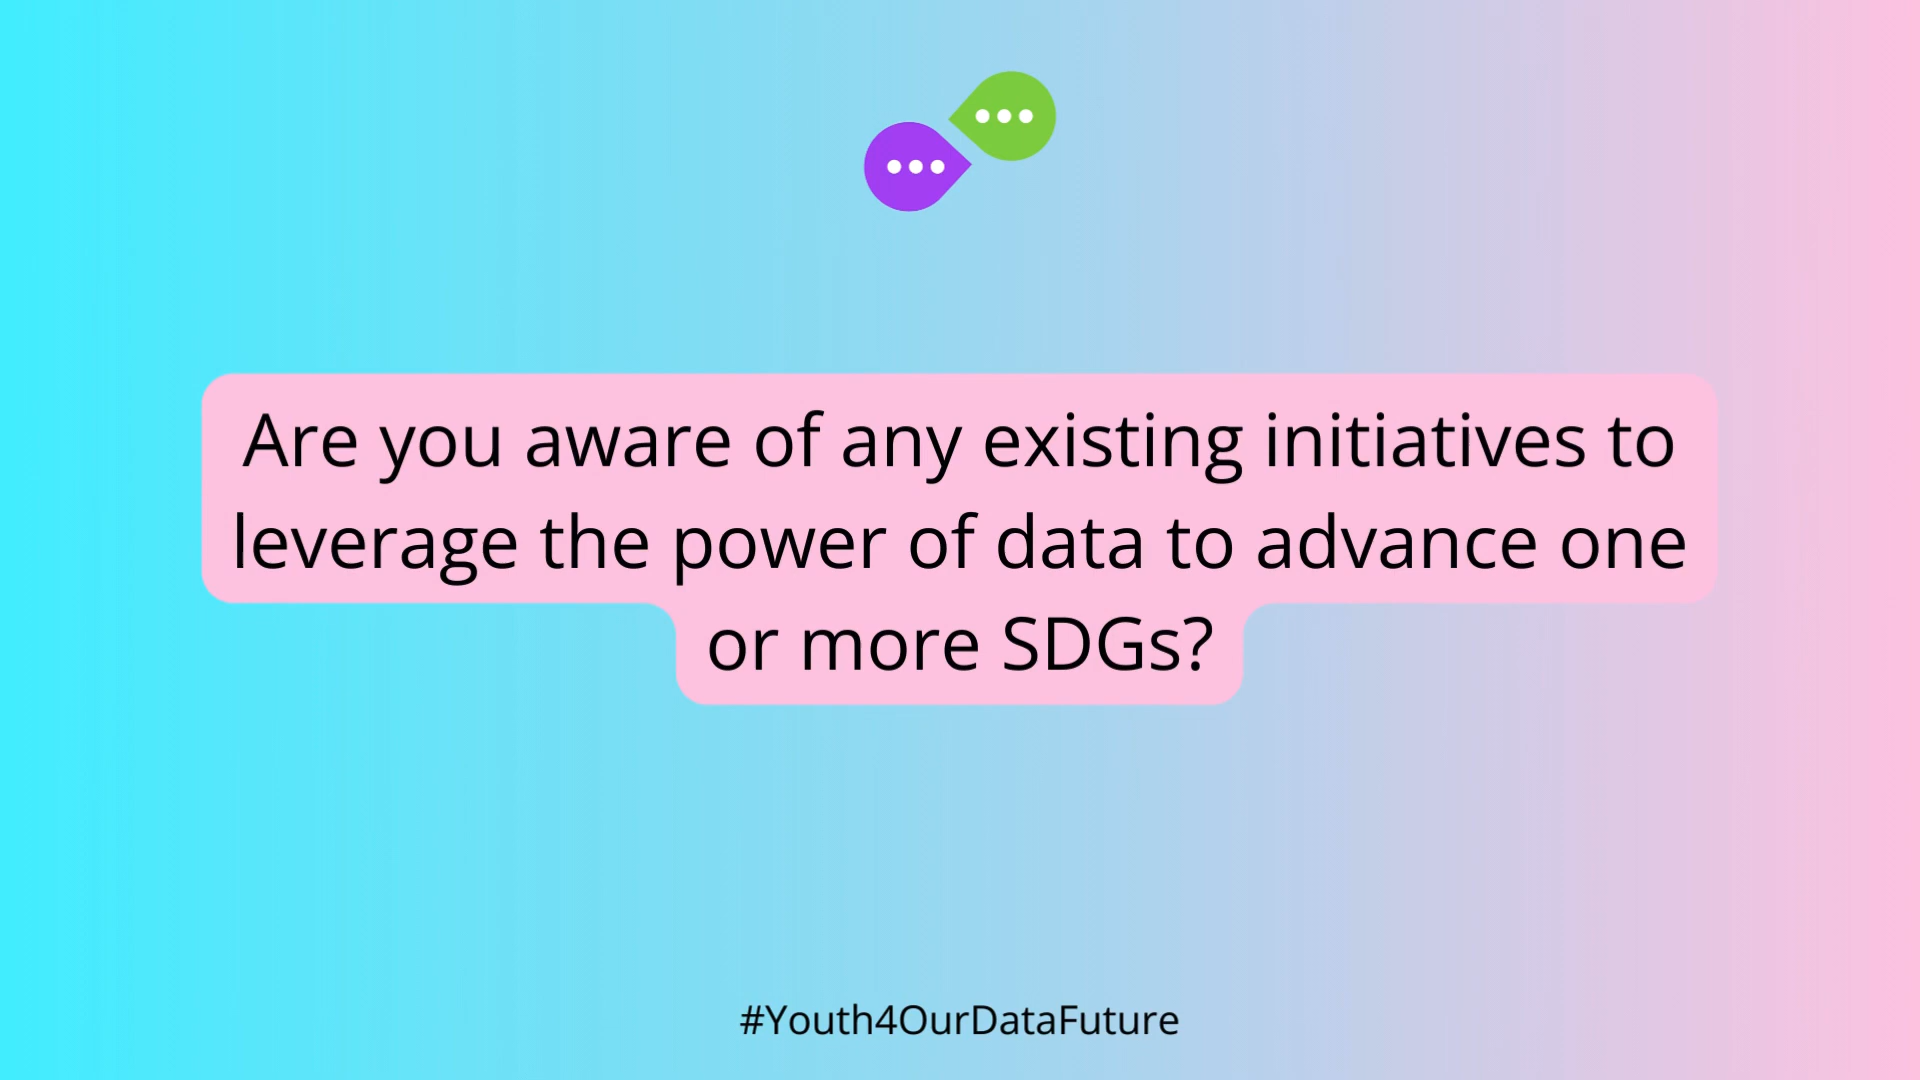 Are you aware of any existing initiatives to
leverage the power of data to advance one
or more SDGs?
#Youth4OurDataFuture